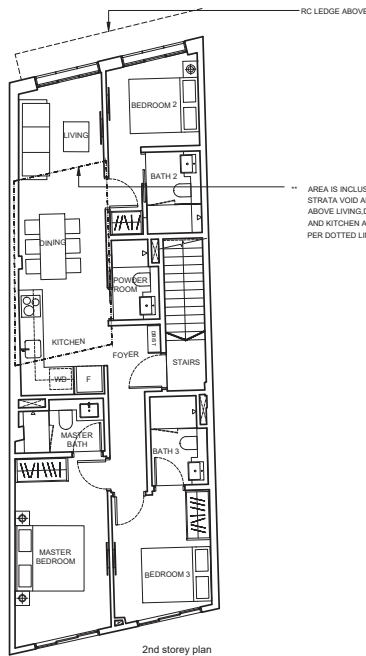 RC LEDGE ABOVE
BEDROOM 2
LIVING
BATH 2
** AREA IS INCLUS
STRATA VOID A
ABOVE LIVING,D
AND KITCHEN A
PER DOTTED LI
DINING
POWDER
ROOM
KITCHEN
FOYER
STAIRS
WD
F
MASTER
BATH
BATH 3
MASTER
BEDROOM
BEDROOM 3
2nd storey plan